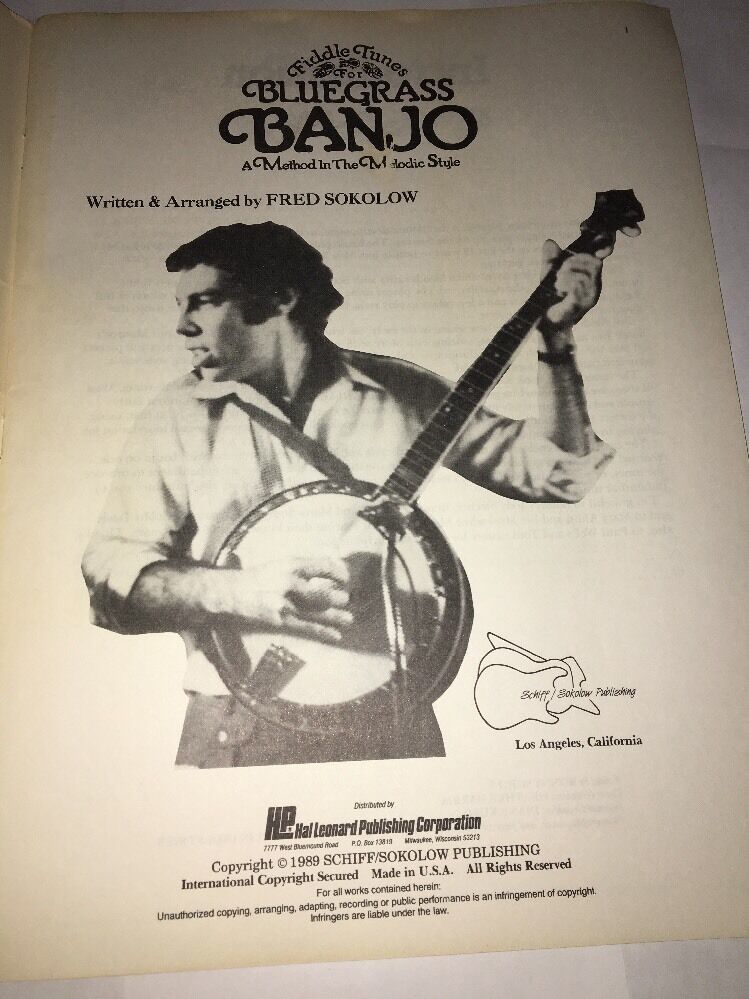 1
Fiddle Tunes
For
BLUEGRASS
BANJO
A Method In The Melodic Style
Written & Arranged by FRED SOKOLOW
Schiff / Sokolow Publishing
Los Angeles, California
Distributed by
HL Hal Leonard Publishing Corporation
7777 West Bluemound Road P.O. Box 13819 Milwaukee, Wisconsin 53213
Copyright © 1989 SCHIFF/SOKOLOW PUBLISHING
International Copyright Secured Made in U.S.A. All Rights Reserved
For all works contained herein:
Unauthorized copying, arranging, adapting, recording or public performance is an infringement of copyright.
Infringers are liable under the law.